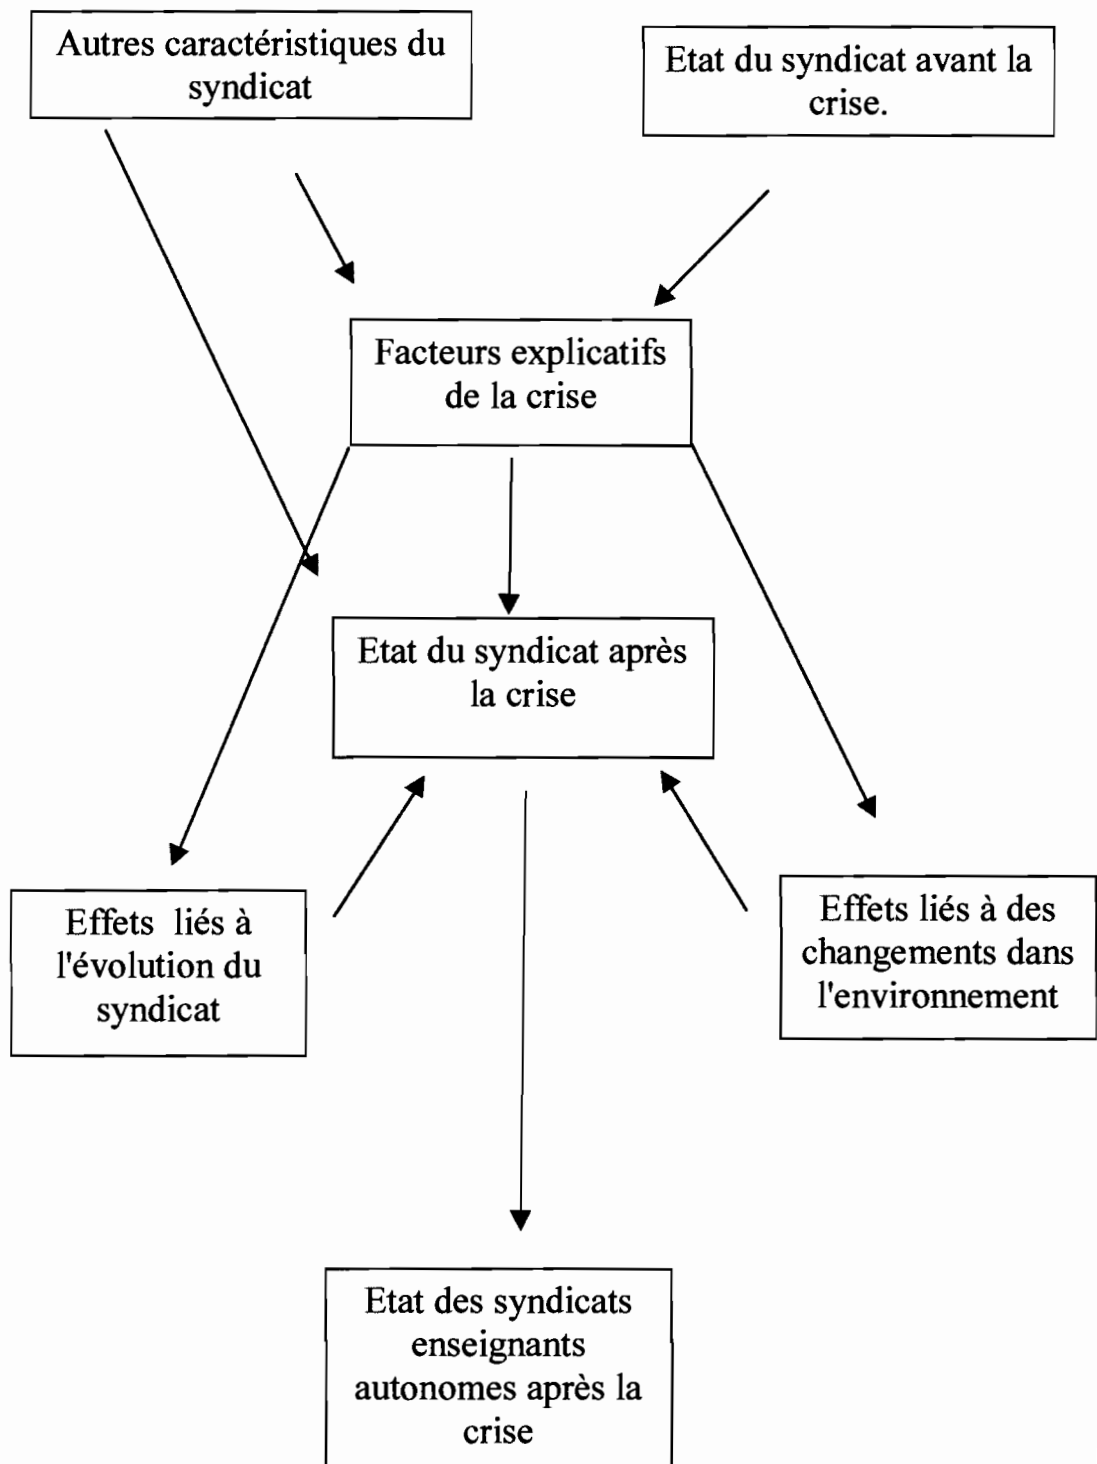 Autres caractéristiques du
syndicat
Etat du syndicat avant la
crise.
Facteurs explicatifs
de la crise
Etat du syndicat après
la crise
Effets liés à
l'évolution du
syndicat
Effets liés à des
changements dans
l'environnement
Etat des syndicats
enseignants
autonomes après la
crise